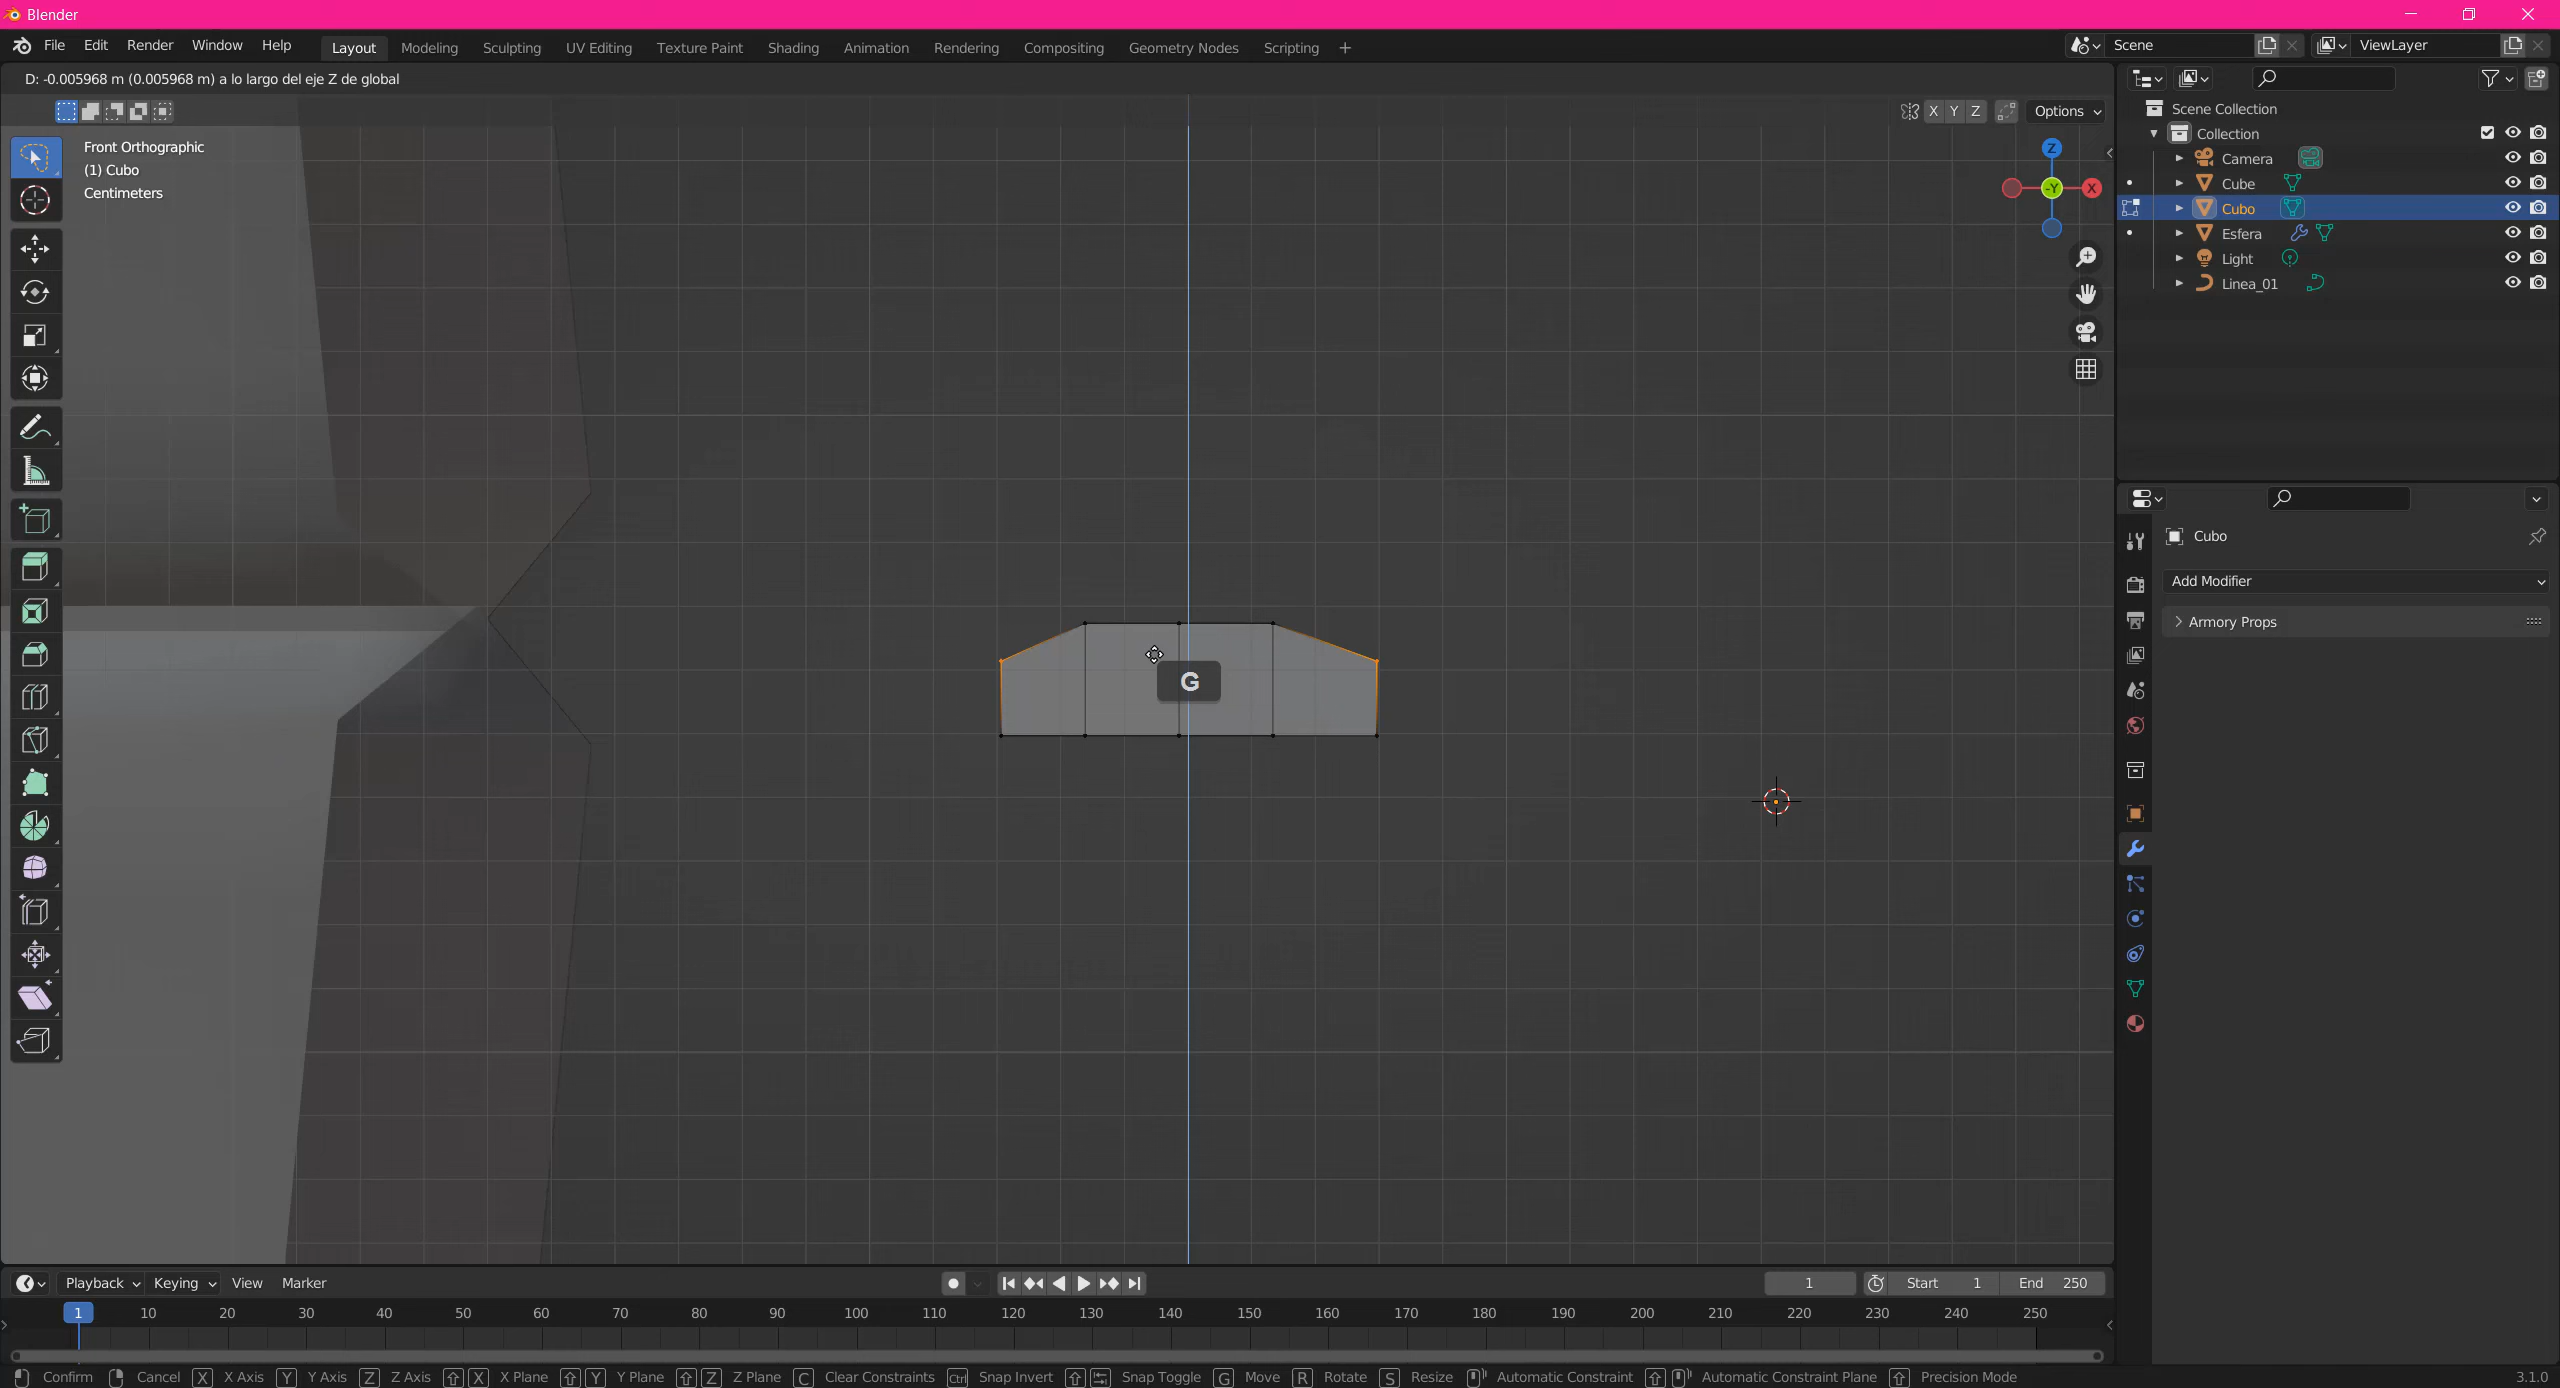 Blender
File Edit Render Window Help Layout Modeling Sculpting UV Editing Texture Paint Shading Animation Rendering Compositing Geometry Nodes Scripting + Scene ViewLayer
D: -0.005968 m (0.005968 m) a lo largo del eje Z de global
X Y Z Options
Front Orthographic
(1) Cubo
Centimeters
Z
-Y X
G
Scene Collection
Collection
Camera
Cube
Cubo
Esfera
Light
Linea_01
Cubo
Add Modifier
Armory Props
Playback Keying View Marker 1 Start 1 End 250
1 10 20 30 40 50 60 70 80 90 100 110 120 130 140 150 160 170 180 190 200 210 220 230 240 250
Confirm Cancel X X Axis Y Y Axis Z Z Axis X X Plane Y Y Plane Z Z Plane C Clear Constraints Ctrl Snap Invert Snap Toggle G Move R Rotate S Resize Automatic Constraint Automatic Constraint Plane Precision Mode 3.1.0